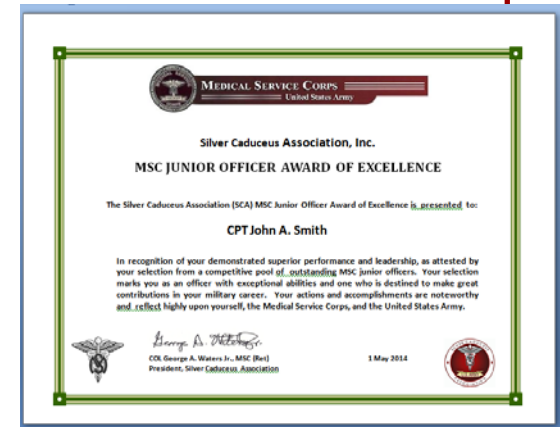 MEDICAL SERVICE CORPS
United States Army
Silver Caduceus Association, Inc.
MSC JUNIOR OFFICER AWARD OF EXCELLENCE
The Silver Caduceus Association (SCA) MSC Junior Officer Award of Excellence is presented to:
CPT John A. Smith
In recognition of your demonstrated superior performance and leadership, as attested by
your selection from a competitive pool of outstanding MSC junior officers. Your selection
marks you as an officer with exceptional abilities and one who is destined to make great
contributions in your military career. Your actions and accomplishments are noteworthy
and reflect highly upon yourself, the Medical Service Corps, and the United States Army.
COL George A. Waters Jr., MSC (Ret)
President, Silver Caduceus Association
1 May 2014